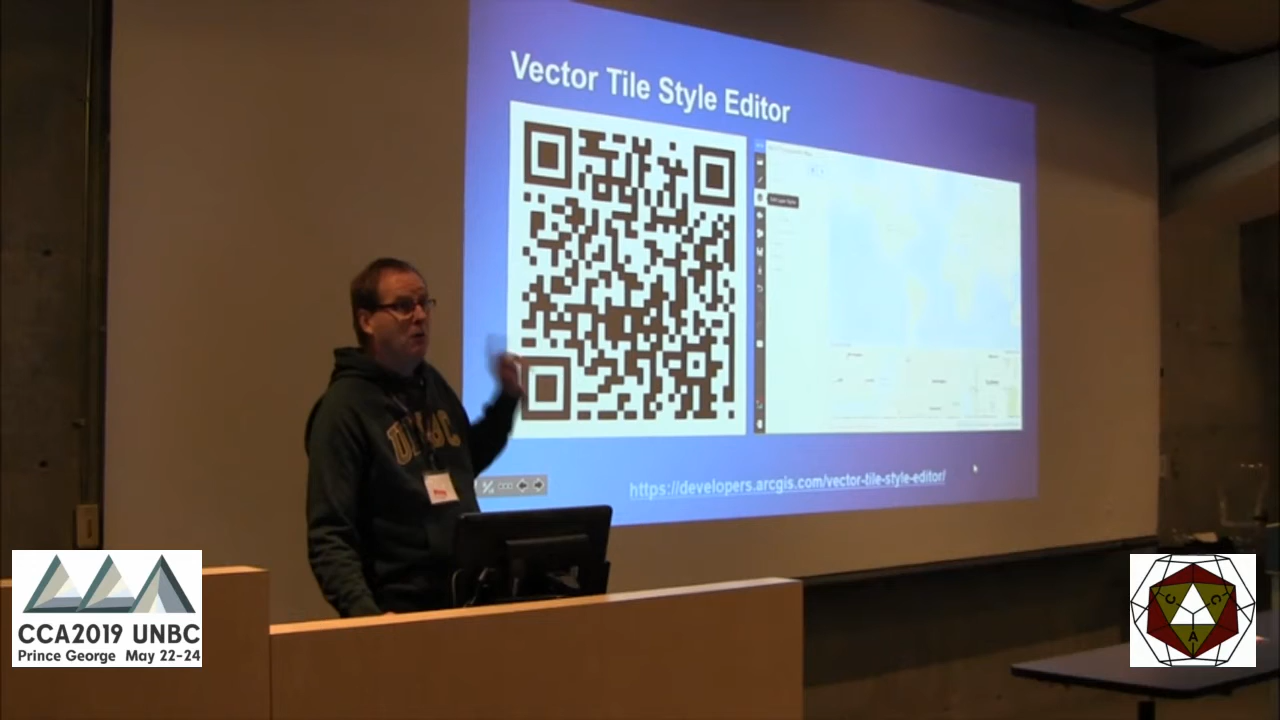 Vector Tile Style Editor
https://developers.arcgis.com/vector-tile-style-editor/
UNBC
CCA2019 UNBC
Prince George May 22-24
C C A I